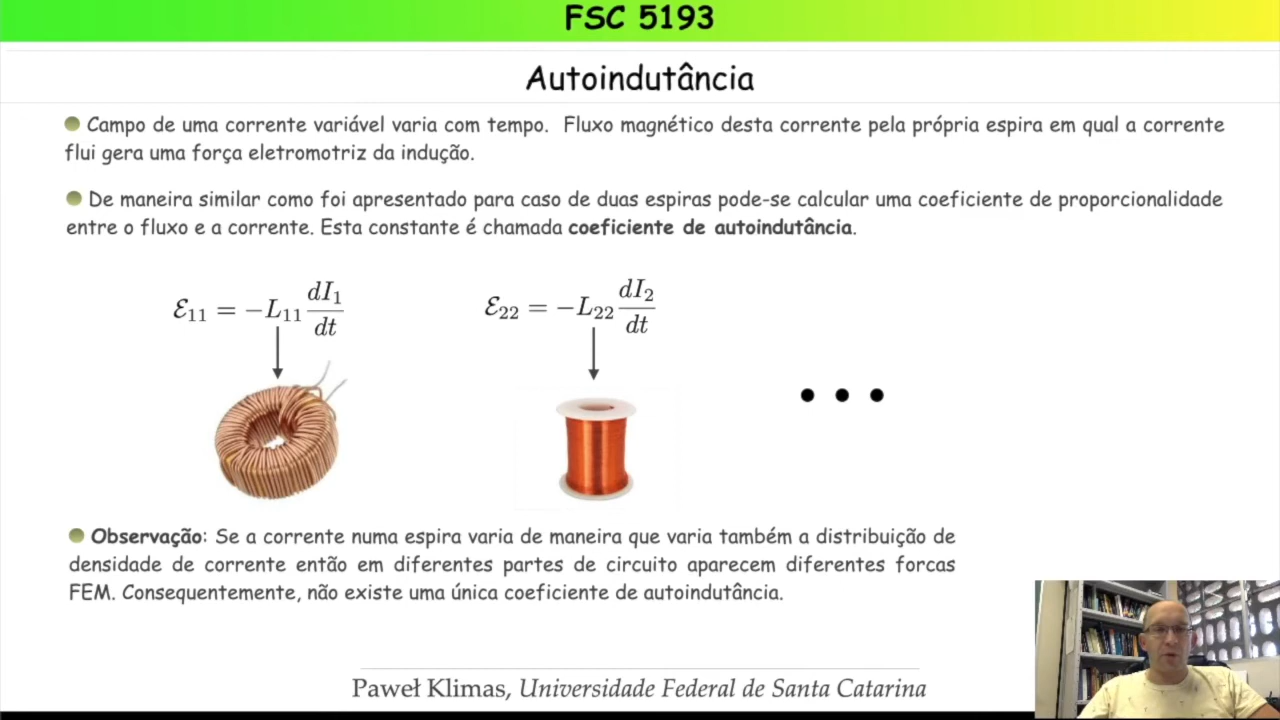 FSC 5193
Autoindutância
Campo de uma corrente variável varia com tempo. Fluxo magnético desta corrente pela própria espira em qual a corrente
flui gera uma força eletromotriz da indução.
De maneira similar como foi apresentado para caso de duas espiras pode-se calcular uma coeficiente de proporcionalidade
entre o fluxo e a corrente. Esta constante é chamada coeficiente de autoindutância.
ℰ₁₁ = −L₁₁ dI₁/dt
ℰ₂₂ = −L₂₂ dI₂/dt
• • •
Observação: Se a corrente numa espira varia de maneira que varia também a distribuição de
densidade de corrente então em diferentes partes de circuito aparecem diferentes forcas
FEM. Consequentemente, não existe uma única coeficiente de autoindutância.
Paweł Klimas, Universidade Federal de Santa Catarina